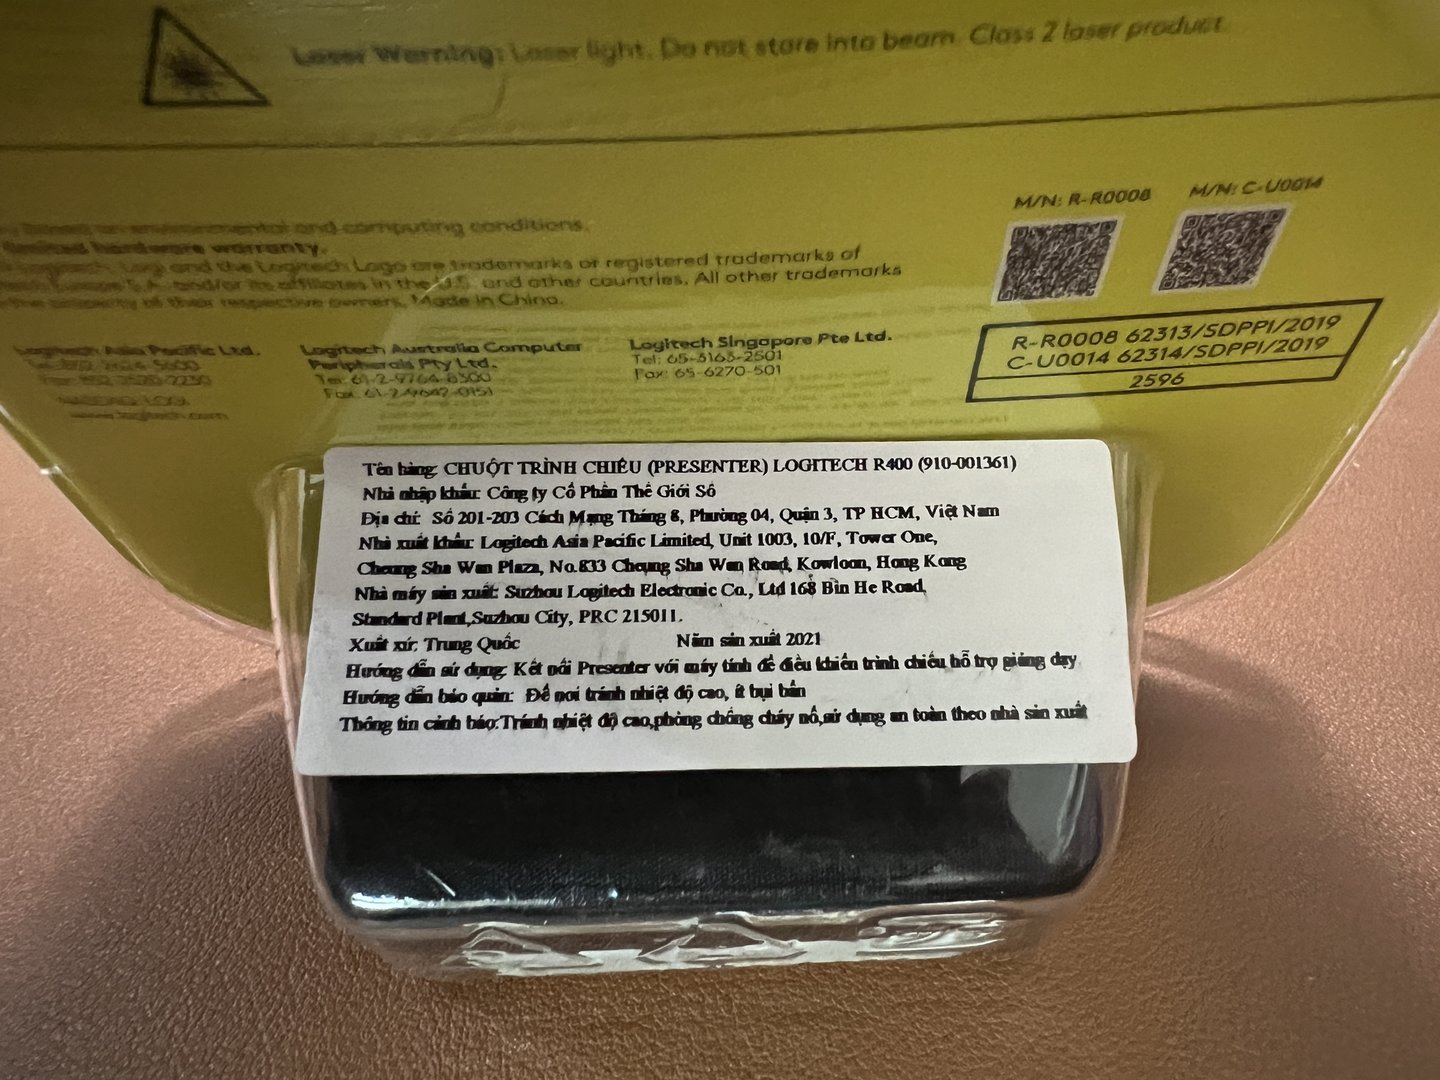 Laser Warning: Laser light. Do not stare into beam. Class 2 laser product.
M/N: R-R0008
M/N: C-U0014
an environmental and computing conditions.
limited hardware warranty.
and the Logitech Logo are trademarks or registered trademarks of
S.A. and/or its affiliates in the U.S. and other countries. All other trademarks
of their respective owners. Made in China.
R-R0008 62313/SDPPI/2019
C-U0014 62314/SDPPI/2019
2596
Logitech Asia Pacific Ltd.
www.logitech.com
Logitech Australia Computer
Peripherals Pty Ltd.
Tel: 61-2-9764-8300
Fax: 61-2-9642-0151
Logitech Singapore Pte Ltd.
Tel: 65-3163-2501
Fax: 65-6270-501
Tên hàng: CHUỘT TRÌNH CHIẾU (PRESENTER) LOGITECH R400 (910-001361)
Nhà nhập khẩu: Công ty Cổ Phần Thế Giới Số
Địa chỉ: Số 201-203 Cách Mạng Tháng 8, Phường 04, Quận 3, TP HCM, Việt Nam
Nhà xuất khẩu: Logitech Asia Pacific Limited, Unit 1003, 10/F, Tower One,
Cheung Sha Wan Plaza, No.833 Cheung Sha Wan Road, Kowloon, Hong Kong
Nhà máy sản xuất: Suzhou Logitech Electronic Co., Ltd 168 Bin He Road,
Standard Plant,Suzhou City, PRC 215011.
Xuất xứ: Trung Quốc
Năm sản xuất 2021
Hướng dẫn sử dụng: Kết nối Presenter với máy tính để điều khiển trình chiếu hỗ trợ giảng dạy
Hướng dẫn bảo quản: Để nơi tránh nhiệt độ cao, ít bụi bẩn
Thông tin cảnh báo:Tránh nhiệt độ cao,phòng chống cháy nổ,sử dụng an toàn theo nhà sản xuất